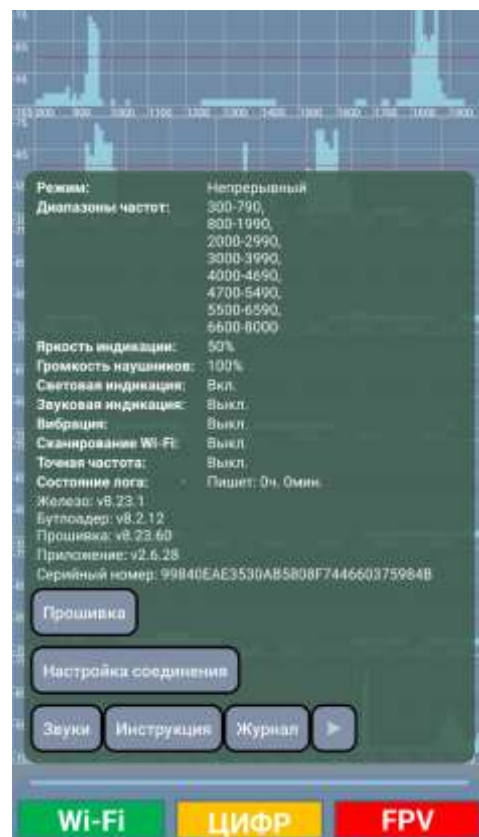 Режим: Непрерывный
Диапазоны частот: 300-790,
800-1990,
2000-2990,
3000-3990,
4000-4690,
4700-5490,
5500-6590,
6600-8000
Яркость индикации: 50%
Громкость наушников: 100%
Световая индикация: Вкл.
Звуковая индикация: Выкл.
Вибрация: Выкл.
Сканирование Wi-Fi: Выкл.
Точная частота: Выкл.
Состояние лога: Пишет: 0ч. 0мин.
Железо: v8.23.1
Бутлоадер: v8.2.12
Прошивка: v8.23.60
Приложение: v2.6.28
Серийный номер: 99840EAE3530AB5808F744660375984B
Прошивка
Настройка соединения
Звуки Инструкция Журнал
Wi-Fi ЦИФР FPV